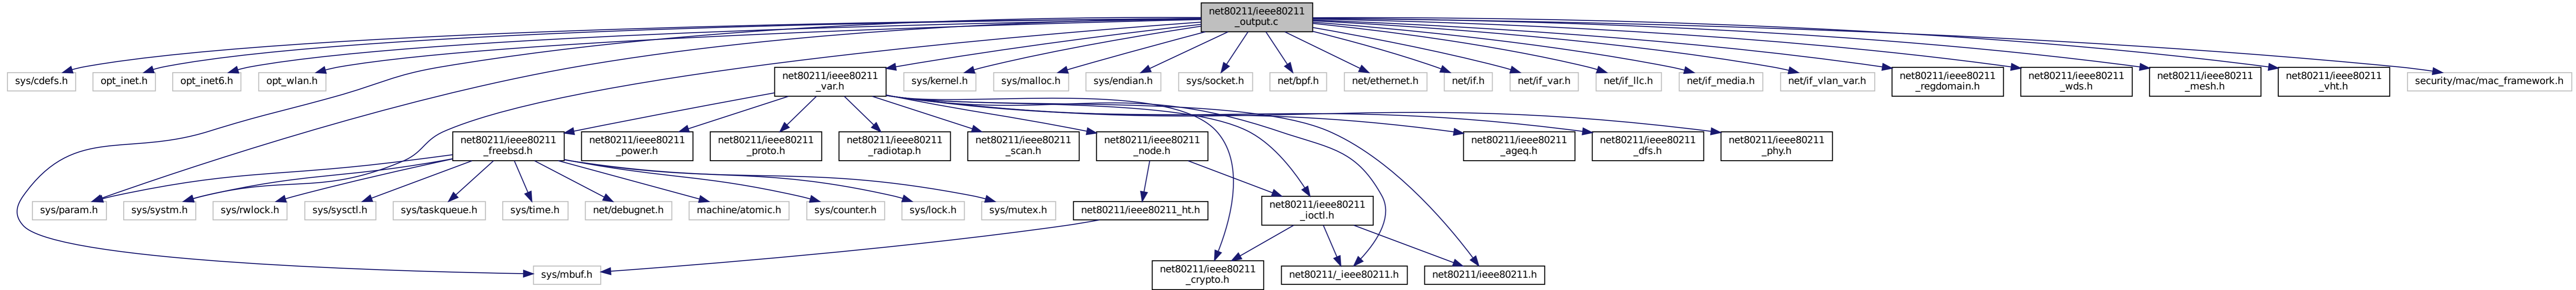 net80211/ieee80211
_output.c
sys/cdefs.h
opt_inet.h
opt_inet6.h
opt_wlan.h
net80211/ieee80211
_var.h
sys/kernel.h
sys/malloc.h
sys/endian.h
sys/socket.h
net/bpf.h
net/ethernet.h
net/if.h
net/if_var.h
net/if_llc.h
net/if_media.h
net/if_vlan_var.h
net80211/ieee80211
_regdomain.h
net80211/ieee80211
_wds.h
net80211/ieee80211
_mesh.h
net80211/ieee80211
_vht.h
security/mac/mac_framework.h
net80211/ieee80211
_freebsd.h
net80211/ieee80211
_power.h
net80211/ieee80211
_proto.h
net80211/ieee80211
_radiotap.h
net80211/ieee80211
_scan.h
net80211/ieee80211
_node.h
net80211/ieee80211
_ageq.h
net80211/ieee80211
_dfs.h
net80211/ieee80211
_phy.h
sys/param.h
sys/systm.h
sys/rwlock.h
sys/sysctl.h
sys/taskqueue.h
sys/time.h
net/debugnet.h
machine/atomic.h
sys/counter.h
sys/lock.h
sys/mutex.h
net80211/ieee80211_ht.h
net80211/ieee80211
_ioctl.h
sys/mbuf.h
net80211/ieee80211
_crypto.h
net80211/_ieee80211.h
net80211/ieee80211.h